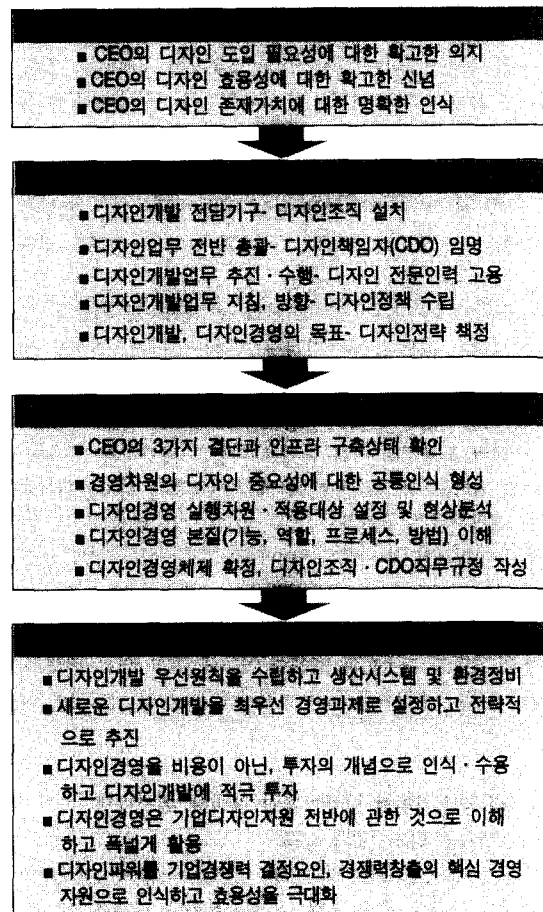 ■ CEO의 디자인 도입 필요성에 대한 확고한 의지
■ CEO의 디자인 효용성에 대한 확고한 신념
■ CEO의 디자인 존재가치에 대한 명확한 인식
■ 디자인개발 전담기구- 디자인조직 설치
■ 디자인업무 전반 총괄- 디자인책임자(CDO) 임명
■ 디자인개발업무 추진 · 수행- 디자인 전문인력 고용
■ 디자인개발업무 지침, 방향- 디자인정책 수립
■ 디자인개발, 디자인경영의 목표- 디자인전략 책정
■ CEO의 3가지 결단과 인프라 구축상태 확인
■ 경영차원의 디자인 중요성에 대한 공통인식 형성
■ 디자인경영 실행차원 · 적용대상 설정 및 현상분석
■ 디자인경영 본질(기능, 역할, 프로세스, 방법) 이해
■ 디자인경영체제 확정, 디자인조직 · CDO직무규정 작성
■ 디자인개발 우선원칙을 수립하고 생산시스템 및 환경정비
■ 새로운 디자인개발을 최우선 경영과제로 설정하고 전략적
으로 추진
■ 디자인경영을 비용이 아닌, 투자의 개념으로 인식 · 수용
하고 디자인개발에 적극 투자
■ 디자인경영은 기업디자인자원 전반에 관한 것으로 이해
하고 폭넓게 활용
■ 디자인파워를 기업경쟁력 결정요인, 경쟁력창출의 핵심 경영
자원으로 인식하고 효용성을 극대화